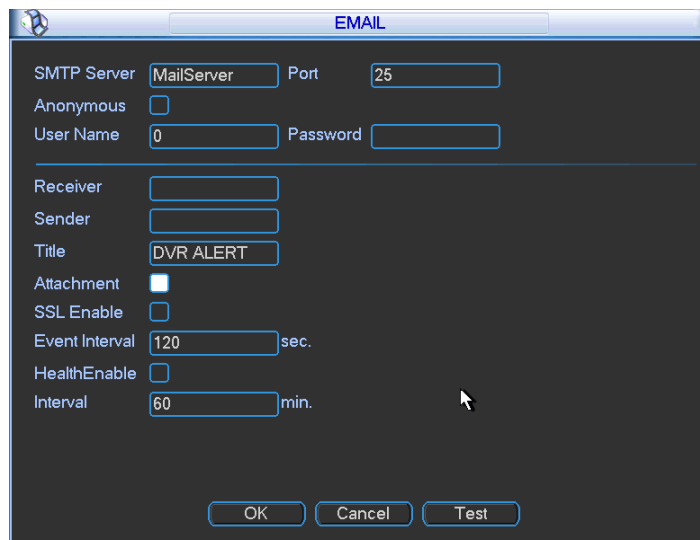 EMAIL
SMTP Server MailServer Port 25
Anonymous
User Name 0 Password
Receiver
Sender
Title DVR ALERT
Attachment
SSL Enable
Event Interval 120 sec.
HealthEnable
Interval 60 min.
OK Cancel Test